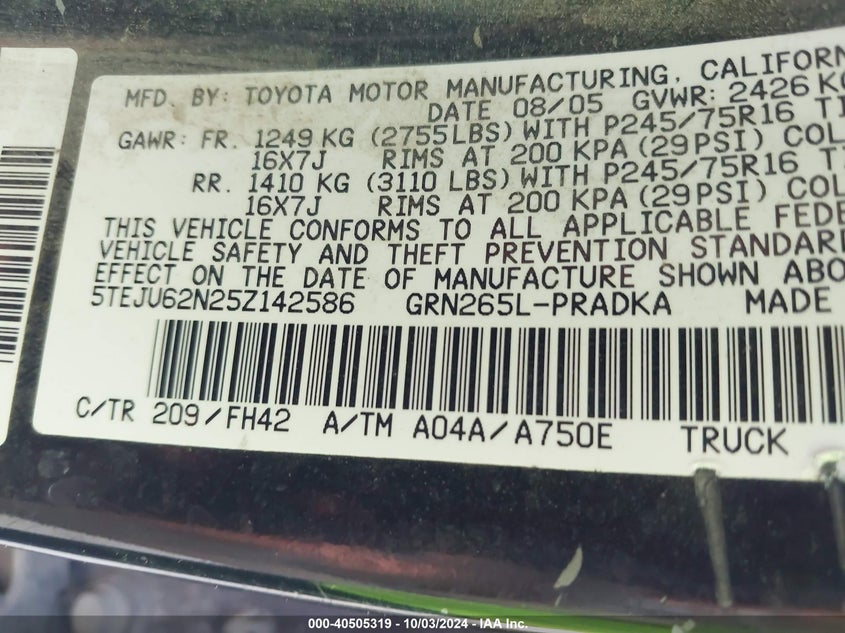 MFD. BY: TOYOTA MOTOR MANUFACTURING, CALIFORN
DATE 08/05 GVWR: 2426 KG
GAWR: FR. 1249 KG (2755LBS) WITH P245/75R16
16X7J RIMS AT 200 KPA (29PSI) COL
RR. 1410 KG (3110 LBS) WITH P245/75R16
16X7J RIMS AT 200 KPA (29PSI) COL
THIS VEHICLE CONFORMS TO ALL APPLICABLE FEDE
VEHICLE SAFETY AND THEFT PREVENTION STANDAR
EFFECT ON THE DATE OF MANUFACTURE SHOWN ABO
5TEJU62N25Z142586 GRN265L-PRADKA MADE
C/TR 209/FH42 A/TM A04A/A750E TRUCK
000-40505319 - 10/03/2024 - IAA Inc.